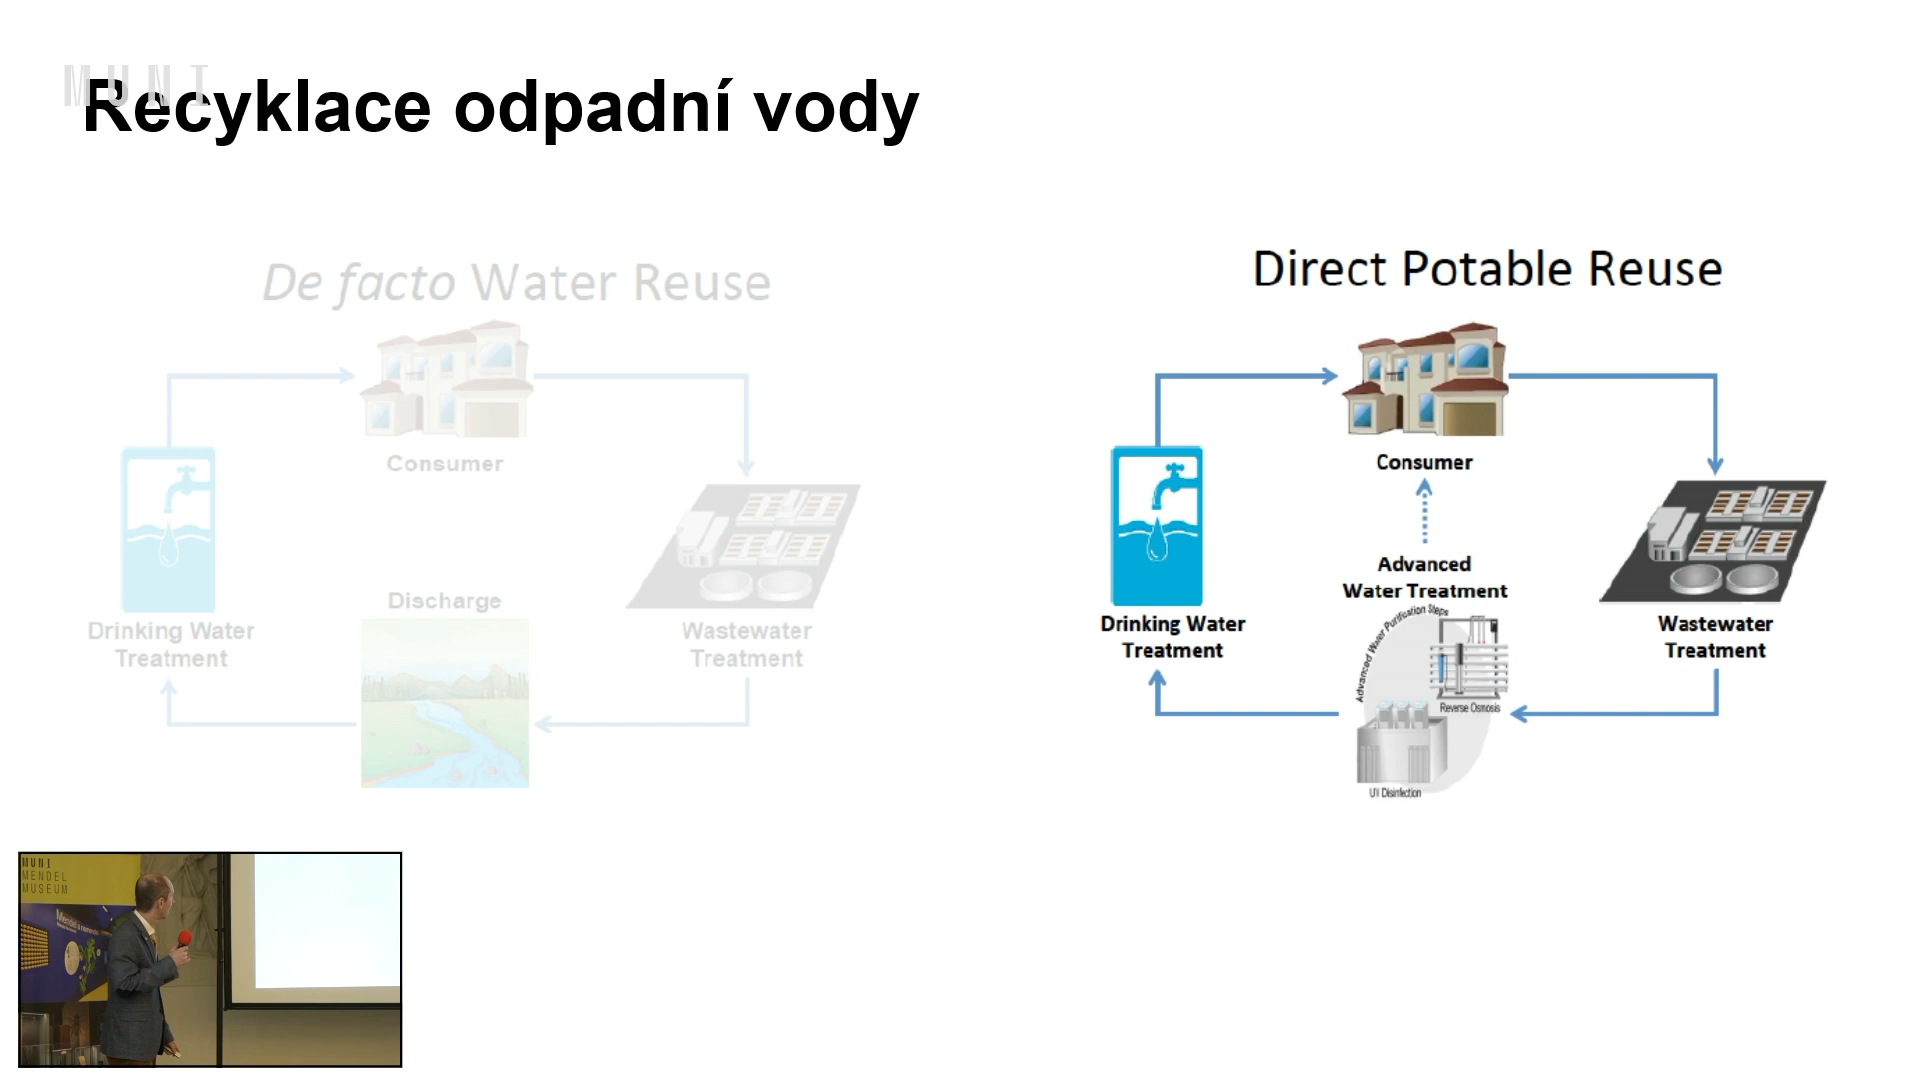 MUNI
Recyklace odpadní vody
De facto Water Reuse
Consumer
Drinking Water
Treatment
Discharge
Wastewater
Treatment
Direct Potable Reuse
Consumer
Advanced
Water Treatment
Advanced Water Purification Steps
Drinking Water
Treatment
Reverse Osmosis
UV Disinfection
Wastewater
Treatment
MUNI
MENDEL
MUSEUM